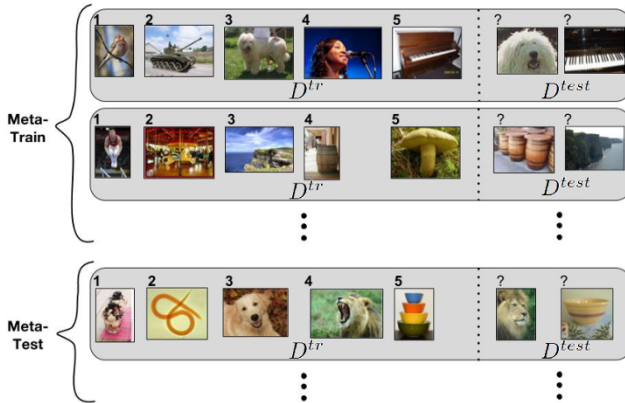 1 2 3 4 5 ? ?
D^{tr} D^{test}
Meta-
Train
1 2 3 4 5 ? ?
D^{tr} D^{test}
1 2 3 4 5 ? ?
Meta-
Test
D^{tr} D^{test}